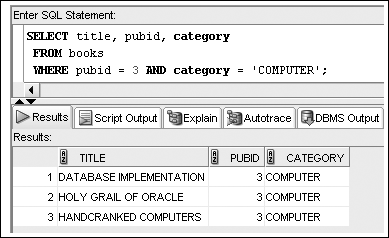 Enter SQL Statement:
SELECT title, pubid, category
FROM books
WHERE pubid = 3 AND category = 'COMPUTER';
Results Script Output Explain Autotrace DBMS Output
Results:
TITLE PUBID CATEGORY
1 DATABASE IMPLEMENTATION 3 COMPUTER
2 HOLY GRAIL OF ORACLE 3 COMPUTER
3 HANDCRANKED COMPUTERS 3 COMPUTER